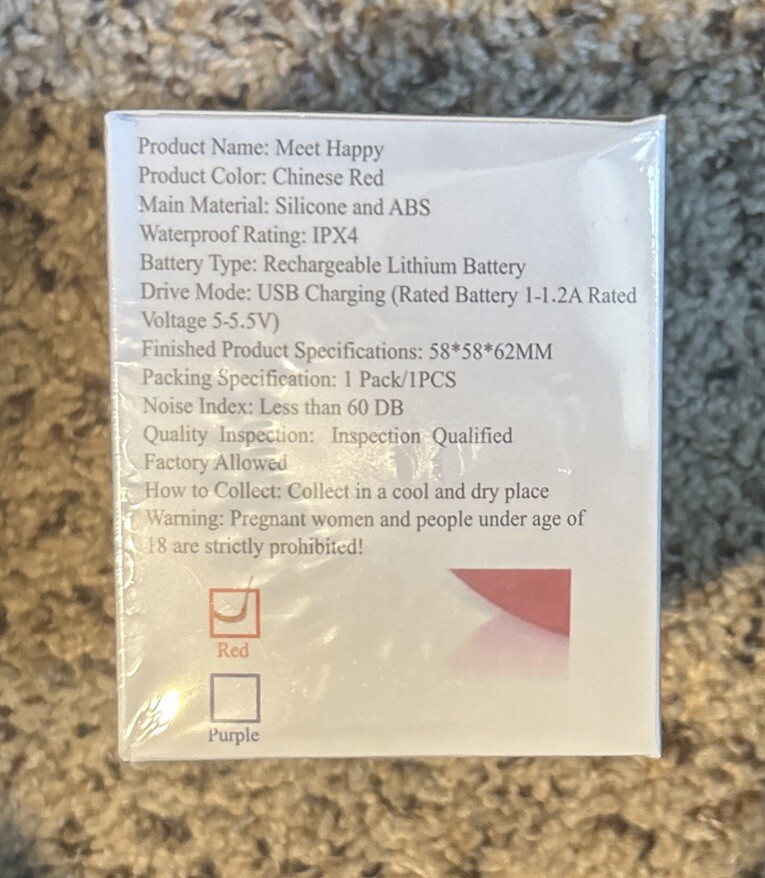 Product Name: Meet Happy
Product Color: Chinese Red
Main Material: Silicone and ABS
Waterproof Rating: IPX4
Battery Type: Rechargeable Lithium Battery
Drive Mode: USB Charging (Rated Battery 1-1.2A Rated
Voltage 5-5.5V)
Finished Product Specifications: 58*58*62MM
Packing Specification: 1 Pack/1PCS
Noise Index: Less than 60 DB
Quality Inspection: Inspection Qualified
Factory Allowed
How to Collect: Collect in a cool and dry place
Warning: Pregnant women and people under age of
18 are strictly prohibited!
Red
Purple